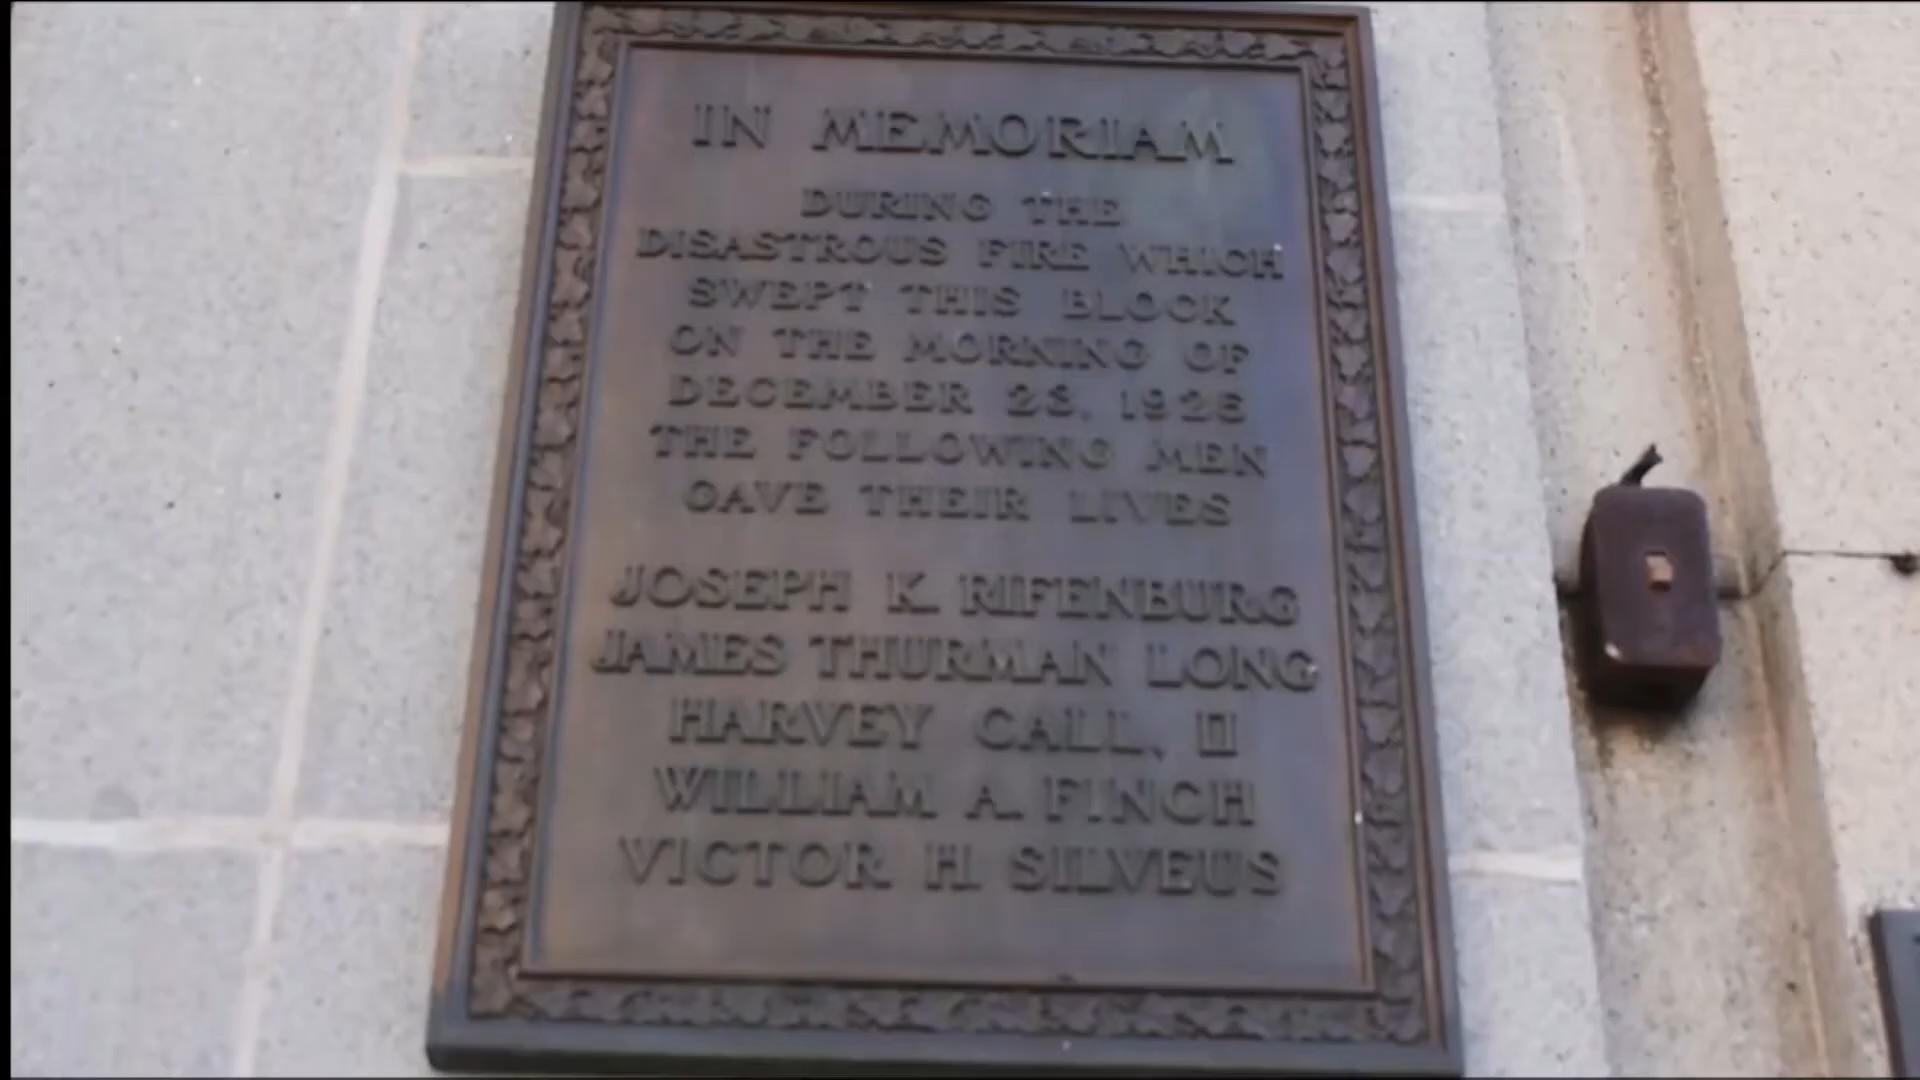 IN MEMORIAM
DURING THE
DISASTROUS FIRE WHICH
SWEPT THIS BLOCK
ON THE MORNING OF
DECEMBER 23, 1925
THE FOLLOWING MEN
GAVE THEIR LIVES
JOSEPH K. RIFENBURG
JAMES THURMAN LONG
HARVEY CALL, II
WILLIAM A. FINCH
VICTOR H. SILVEUS